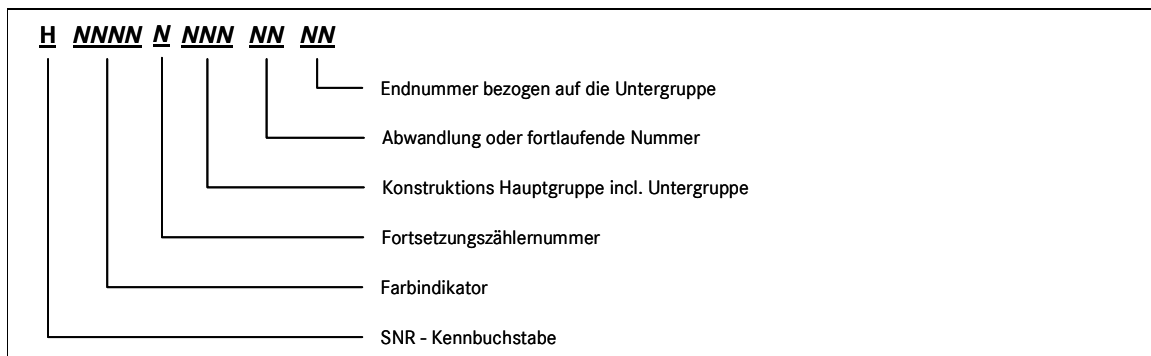 H NNNN N NNN NN NN
Endnummer bezogen auf die Untergruppe
Abwandlung oder fortlaufende Nummer
Konstruktions Hauptgruppe incl. Untergruppe
Fortsetzungszählernummer
Farbindikator
SNR - Kennbuchstabe